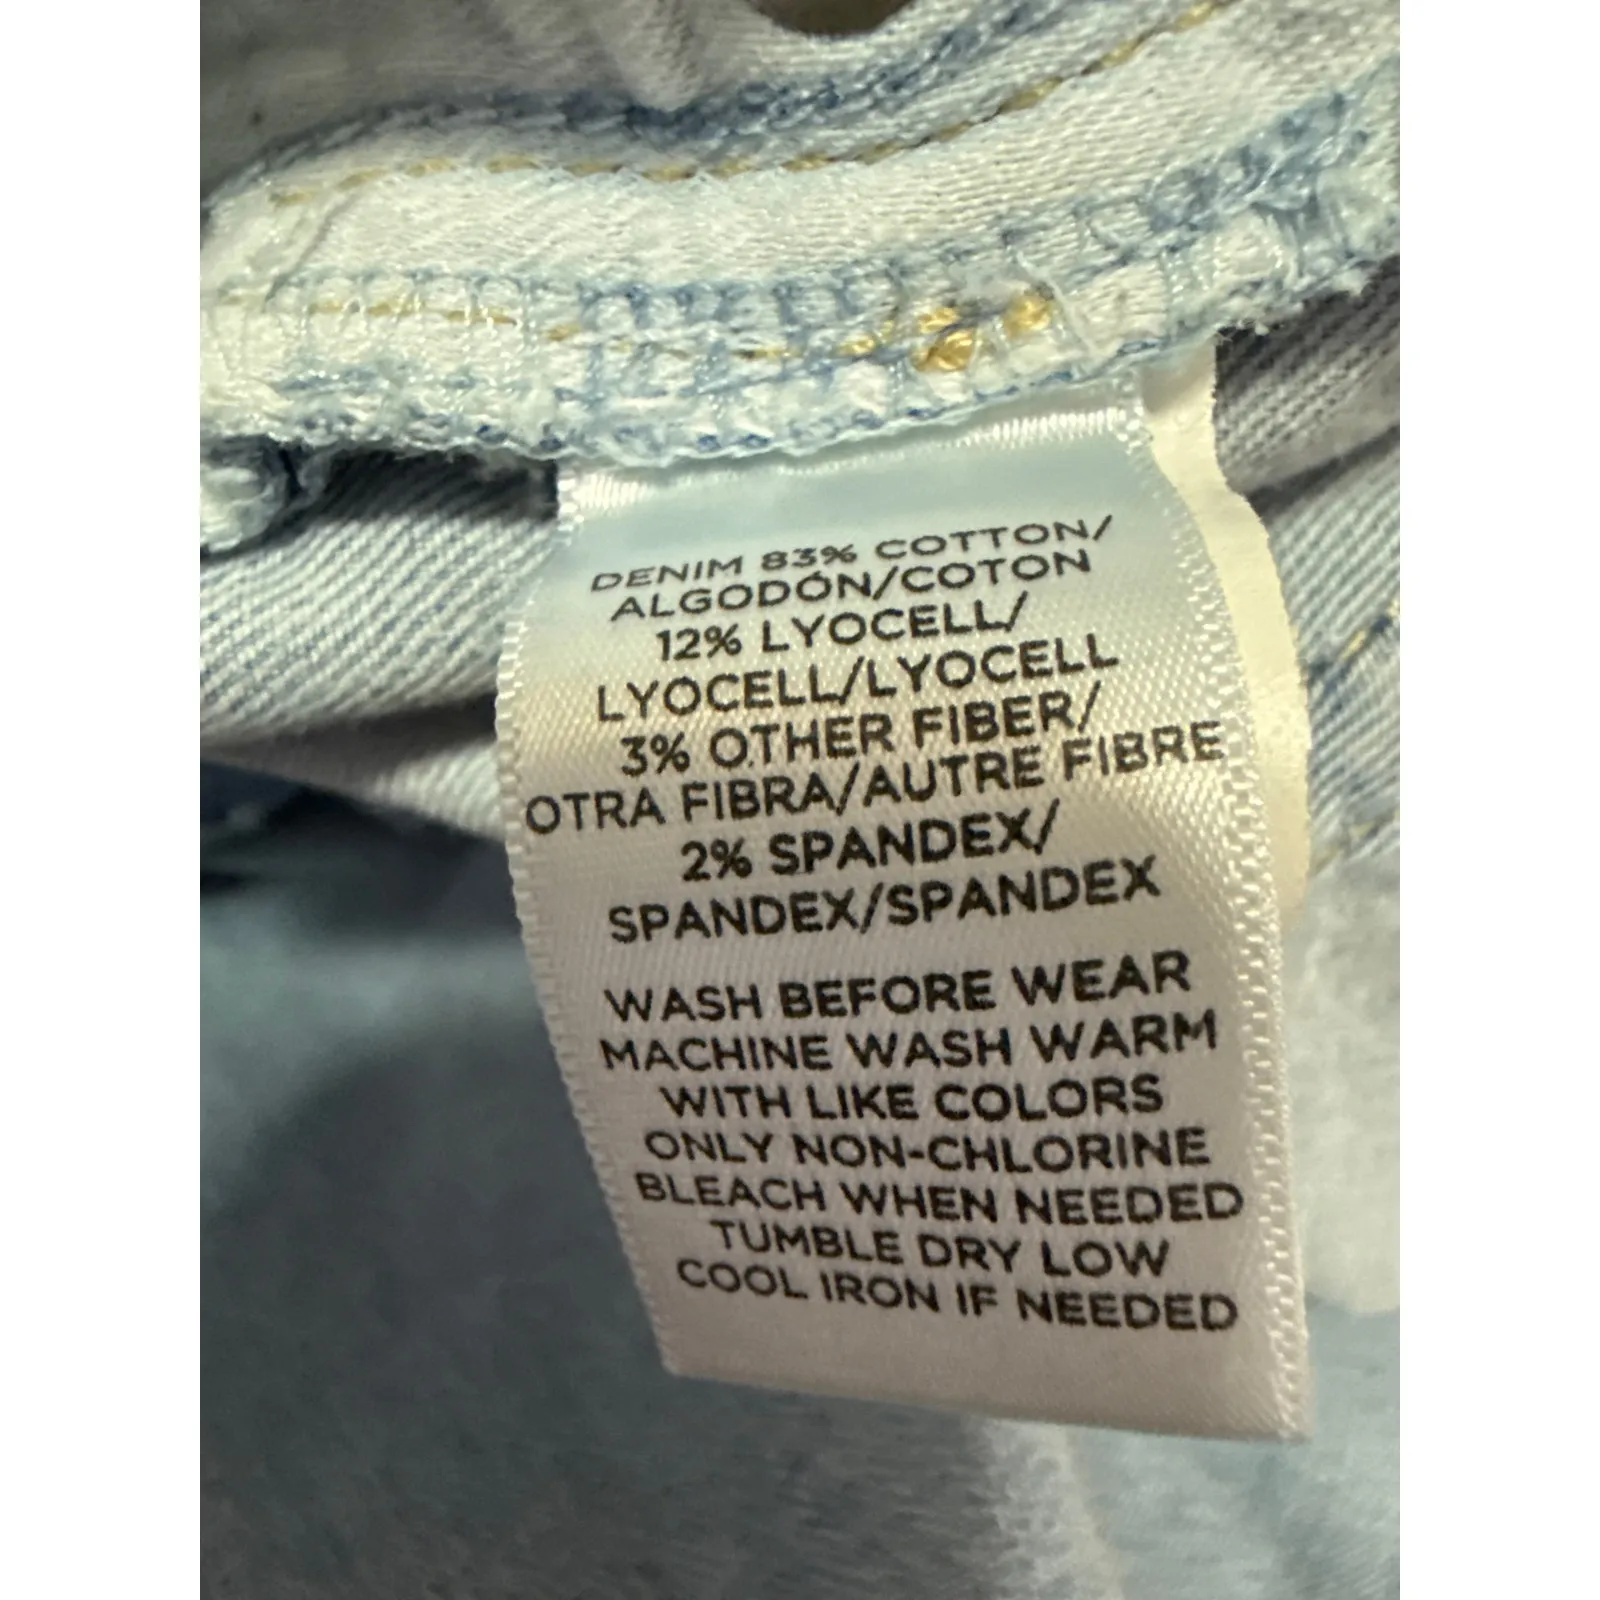 DENIM 83% COTTON/
ALGODÓN/COTON
12% LYOCELL/
LYOCELL/LYOCELL
3% OTHER FIBER/
OTRA FIBRA/AUTRE FIBRE
2% SPANDEX/
SPANDEX/SPANDEX
WASH BEFORE WEAR
MACHINE WASH WARM
WITH LIKE COLORS
ONLY NON-CHLORINE
BLEACH WHEN NEEDED
TUMBLE DRY LOW
COOL IRON IF NEEDED